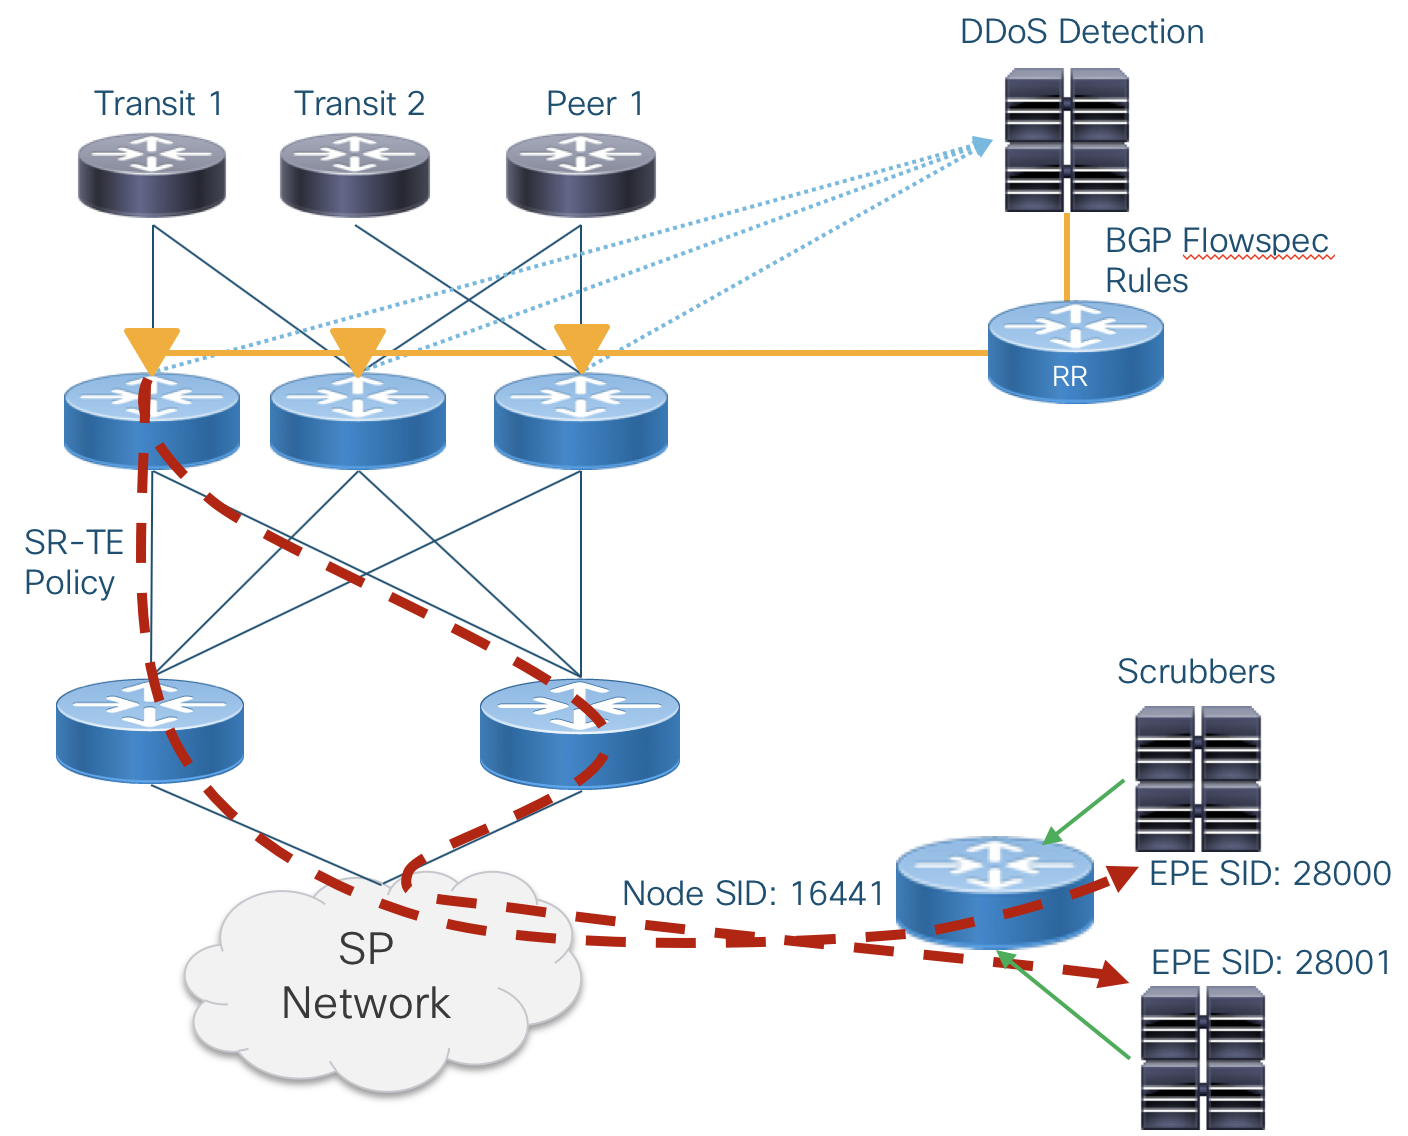 DDoS Detection
Transit 1
Transit 2
Peer 1
BGP Flowspec
Rules
RR
SR-TE
Policy
Scrubbers
EPE SID: 28000
Node SID: 16441
SP
Network
EPE SID: 28001